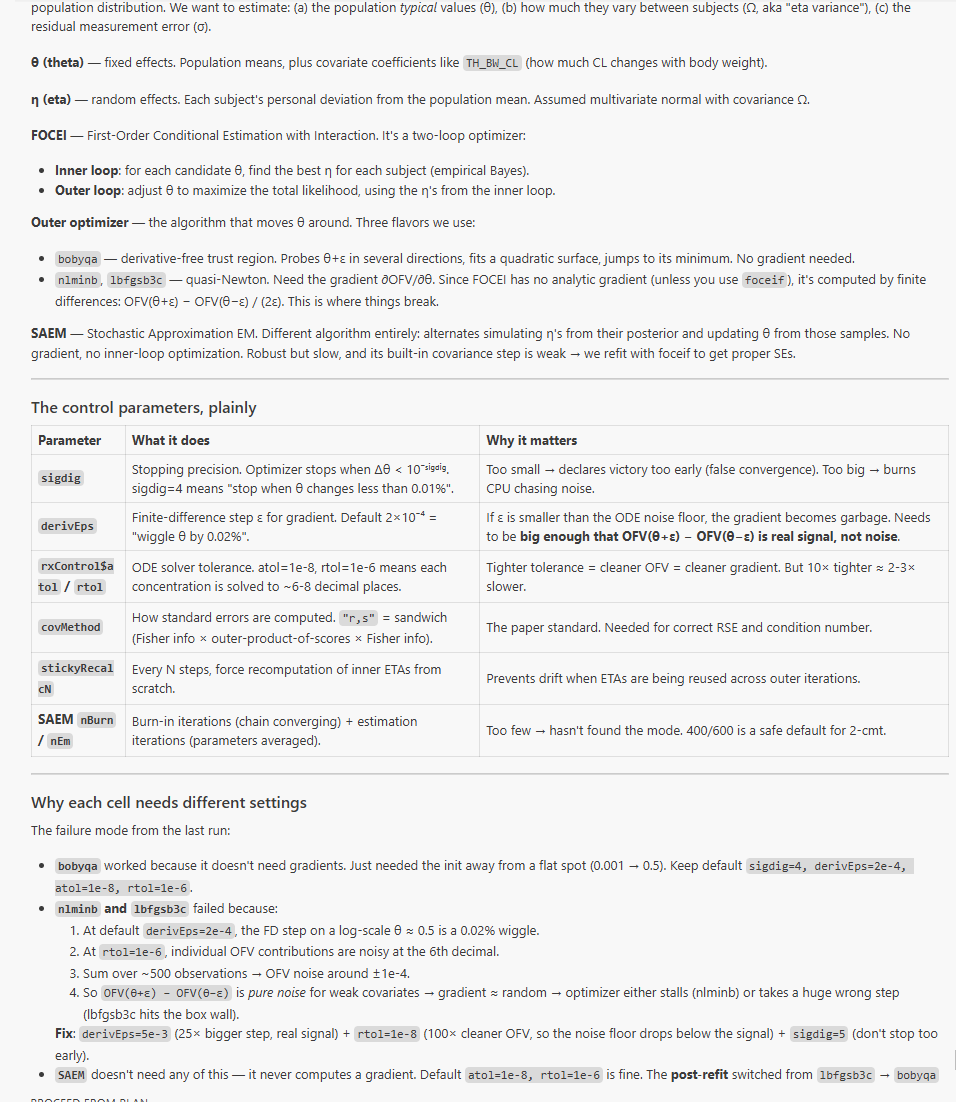 population distribution. We want to estimate: (a) the population typical values (θ), (b) how much they vary between subjects (Ω, aka "eta variance"), (c) the
residual measurement error (σ).
θ (theta) — fixed effects. Population means, plus covariate coefficients like TH_BW_CL (how much CL changes with body weight).
η (eta) — random effects. Each subject's personal deviation from the population mean. Assumed multivariate normal with covariance Ω.
FOCEI — First-Order Conditional Estimation with Interaction. It's a two-loop optimizer:
• Inner loop: for each candidate θ, find the best η for each subject (empirical Bayes).
• Outer loop: adjust θ to maximize the total likelihood, using the η's from the inner loop.
Outer optimizer — the algorithm that moves θ around. Three flavors we use:
• bobyqa — derivative-free trust region. Probes θ+ε in several directions, fits a quadratic surface, jumps to its minimum. No gradient needed.
• nlminb, lbfgsb3c — quasi-Newton. Need the gradient ∂OFV/∂θ. Since FOCEI has no analytic gradient (unless you use foceif), it's computed by finite
differences: OFV(θ+ε) − OFV(θ−ε) / (2ε). This is where things break.
SAEM — Stochastic Approximation EM. Different algorithm entirely: alternates simulating η's from their posterior and updating θ from those samples. No
gradient, no inner-loop optimization. Robust but slow, and its built-in covariance step is weak → we refit with foceif to get proper SEs.
The control parameters, plainly
Parameter What it does Why it matters
sigdig
Stopping precision. Optimizer stops when Δθ < 10⁻ˢⁱᵍᵈⁱᵍ.
sigdig=4 means "stop when θ changes less than 0.01%".
Too small → declares victory too early (false convergence). Too big → burns
CPU chasing noise.
derivEps
Finite-difference step ε for gradient. Default 2×10⁻⁴ =
"wiggle θ by 0.02%".
If ε is smaller than the ODE noise floor, the gradient becomes garbage. Needs
to be big enough that OFV(θ+ε) − OFV(θ−ε) is real signal, not noise.
rxControl$a
tol / rtol
ODE solver tolerance. atol=1e-8, rtol=1e-6 means each
concentration is solved to ~6-8 decimal places.
Tighter tolerance = cleaner OFV = cleaner gradient. But 10× tighter ≈ 2-3×
slower.
covMethod
How standard errors are computed. "r,s" = sandwich
(Fisher info × outer-product-of-scores × Fisher info).
The paper standard. Needed for correct RSE and condition number.
stickyRecal
cN
Every N steps, force recomputation of inner ETAs from
scratch.
Prevents drift when ETAs are being reused across outer iterations.
SAEM nBurn
/ nEm
Burn-in iterations (chain converging) + estimation
iterations (parameters averaged).
Too few → hasn't found the mode. 400/600 is a safe default for 2-cmt.
Why each cell needs different settings
The failure mode from the last run:
• bobyqa worked because it doesn't need gradients. Just needed the init away from a flat spot (0.001 → 0.5). Keep default sigdig=4, derivEps=2e-4,
atol=1e-8, rtol=1e-6.
• nlminb and lbfgsb3c failed because:
1. At default derivEps=2e-4, the FD step on a log-scale θ ≈ 0.5 is a 0.02% wiggle.
2. At rtol=1e-6, individual OFV contributions are noisy at the 6th decimal.
3. Sum over ~500 observations → OFV noise around ±1e-4.
4. So OFV(θ+ε) − OFV(θ−ε) is pure noise for weak covariates → gradient ≈ random → optimizer either stalls (nlminb) or takes a huge wrong step
(lbfgsb3c hits the box wall).
Fix: derivEps=5e-3 (25× bigger step, real signal) + rtol=1e-8 (100× cleaner OFV, so the noise floor drops below the signal) + sigdig=5 (don't stop too
early).
• SAEM doesn't need any of this — it never computes a gradient. Default atol=1e-8, rtol=1e-6 is fine. The post-refit switched from lbfgsb3c → bobyqa
PROCEED FROM PLAN